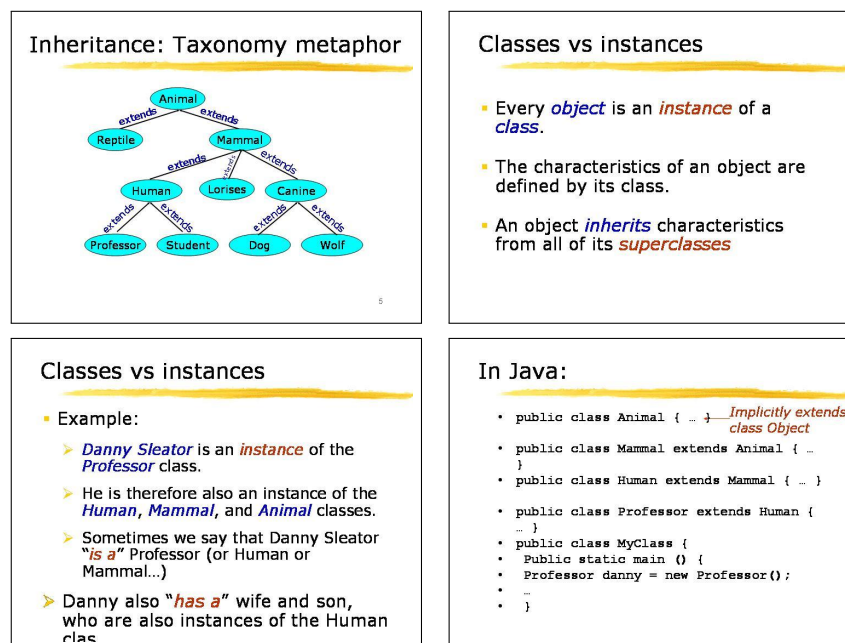 Inheritance: Taxonomy metaphor
Animal
extends extends
Reptile Mammal
extends extends extends
Human Lorises Canine
extends extends extends extends
Professor Student Dog Wolf
5
Classes vs instances
Every object is an instance of a
class.
The characteristics of an object are
defined by its class.
An object inherits characteristics
from all of its superclasses
Classes vs instances
Example:
Danny Sleator is an instance of the
Professor class.
He is therefore also an instance of the
Human, Mammal, and Animal classes.
Sometimes we say that Danny Sleator
“is a” Professor (or Human or
Mammal…)
Danny also “has a” wife and son,
who are also instances of the Human
clas
In Java:
public class Animal { … }
Implicitly extends
class Object
public class Mammal extends Animal { …
}
public class Human extends Mammal { … }
public class Professor extends Human {
… }
public class MyClass {
Public static main () {
Professor danny = new Professor();
…
}